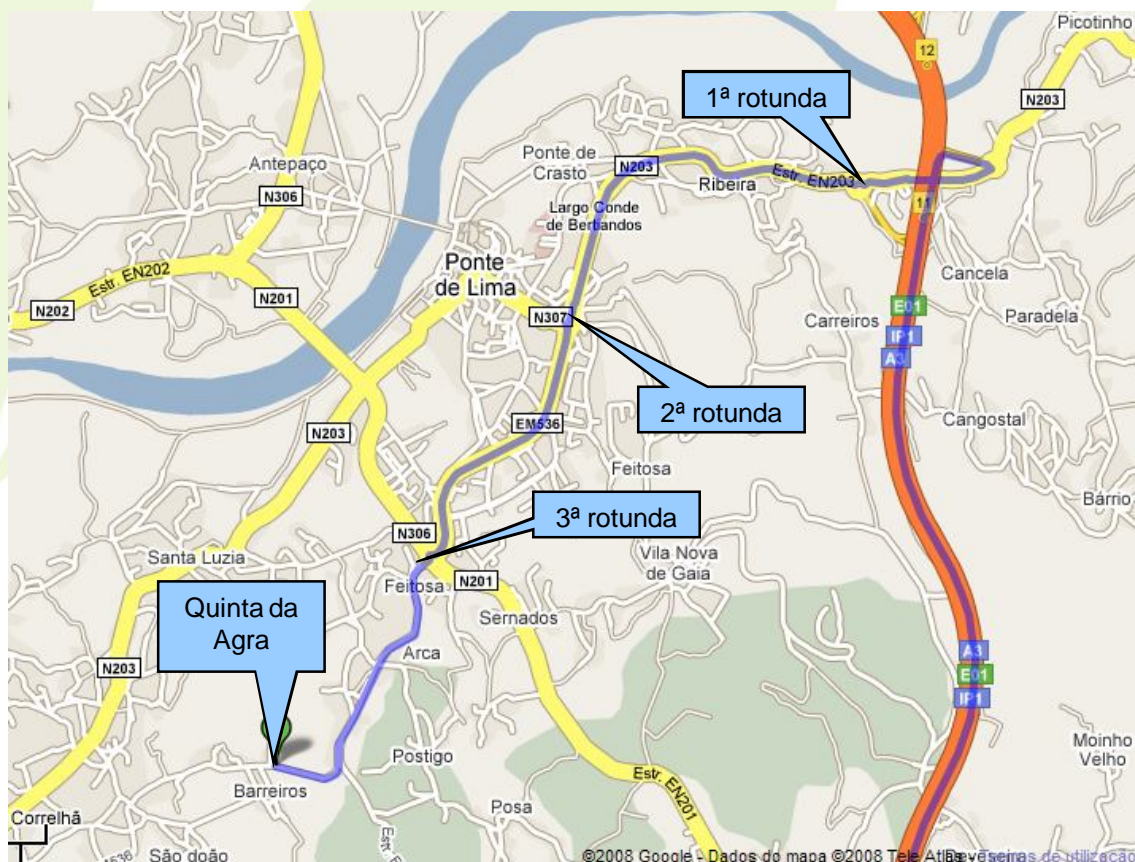 Picotinho
12
1ª rotunda
N203
Ponte de
Crasto
N203
Antepaço
Ribeira
Estr. EN203
N306
11
Largo Conde
de Bertiandos
Ponte
de Lima
Estr. EN202
Cancela
N201
N202
N307
E01
Carreiros
Paradela
IP1
A3
2ª rotunda
Cangostal
EM536
N203
Feitosa
Bárrio
3ª rotunda
N306
Santa Luzia
Vila Nova
de Gaia
Feitosa
N201
Quinta da
Agra
Sernados
Arca
A3
N203
E01
IP1
Postigo
Moinho
Velho
Estr. EN201
Barreiros
Posa
Correlhã
São doão
©2008 Google - Dados do mapa ©2008 Tele Atlas
de utilização